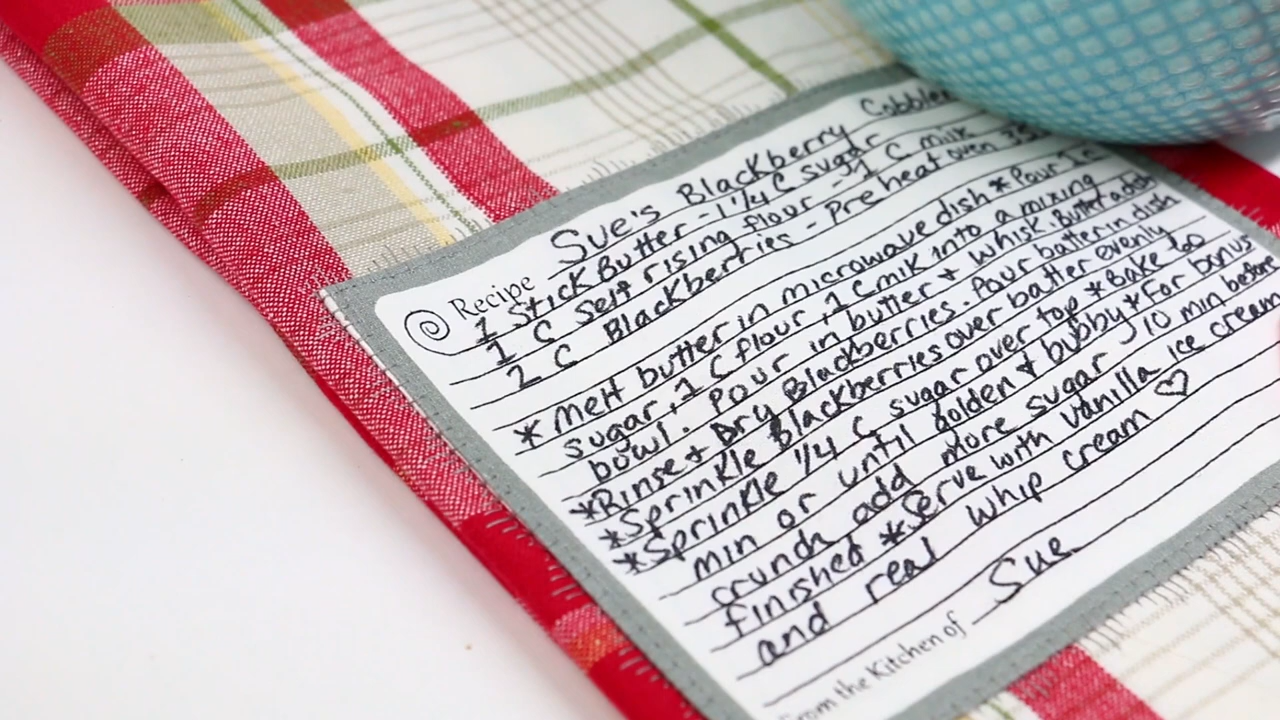 Recipe Sue's Blackberry Cobbler
1 Stick Butter - 1 1/4 C sugar
1 C Self rising flour - 1 C milk
2 C Blackberries - Preheat oven 35
* Melt butter in microwave dish * Pour 1c
sugar, 1 C flour, 1 C milk into a mixing
bowl. Pour in butter & whisk. Butter a dish
*Rinse + Dry Blackberries. Pour batter in dish
*Sprinkle Blackberries over batter evenly
*Sprinkle 1/4 C sugar over top *Bake 60
min or until golden & bubby *For bonus
crunch add more sugar 10 min before
finished *Serve with vanilla ice cream
and real whip cream ♡
From the Kitchen of Sue